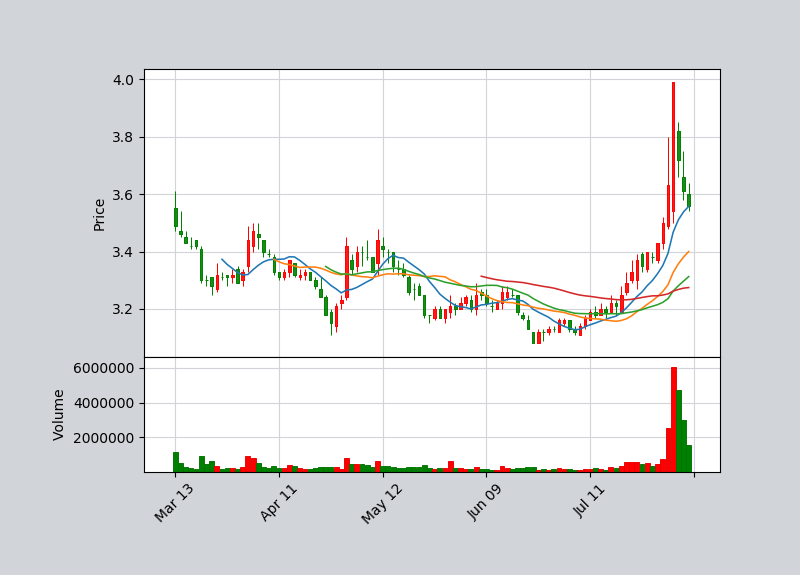 4.0
3.8
3.6
3.4
3.2
Price
6000000
4000000
2000000
Volume
Mar 13
Apr 11
May 12
Jun 09
Jul 11